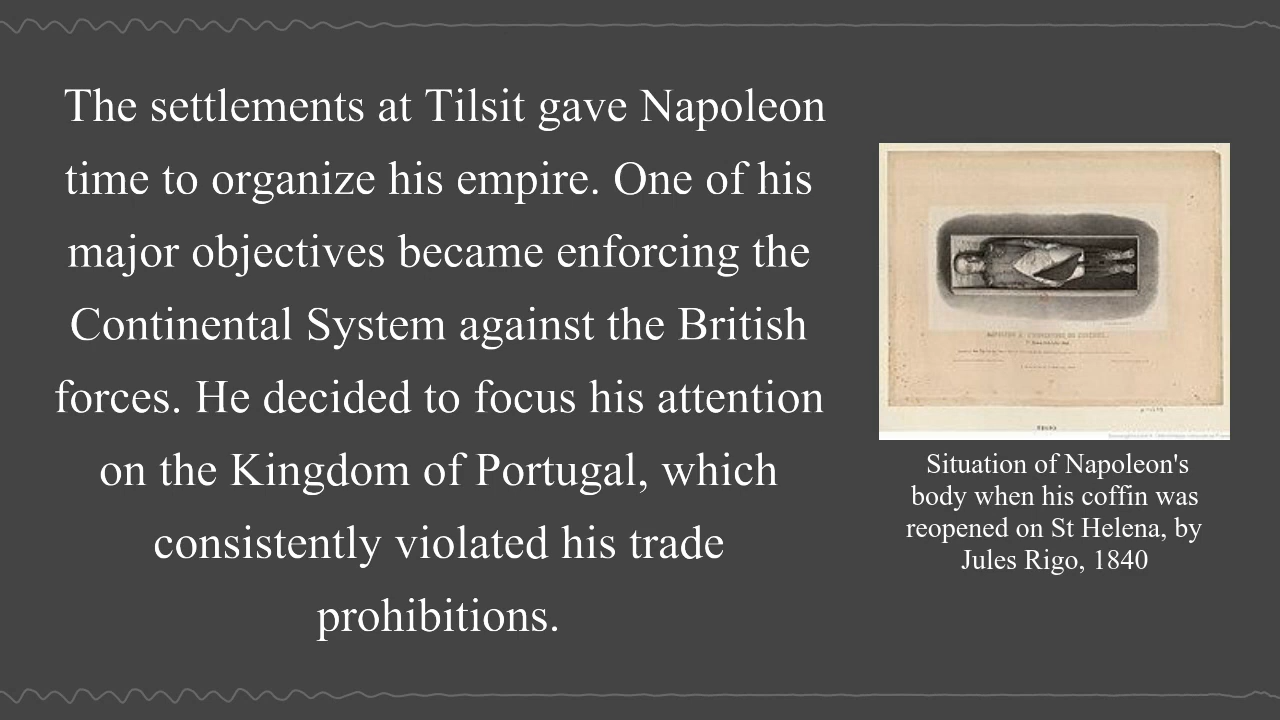 The settlements at Tilsit gave Napoleon
time to organize his empire. One of his
major objectives became enforcing the
Continental System against the British
forces. He decided to focus his attention
on the Kingdom of Portugal, which
consistently violated his trade
prohibitions.
Situation of Napoleon's
body when his coffin was
reopened on St Helena, by
Jules Rigo, 1840